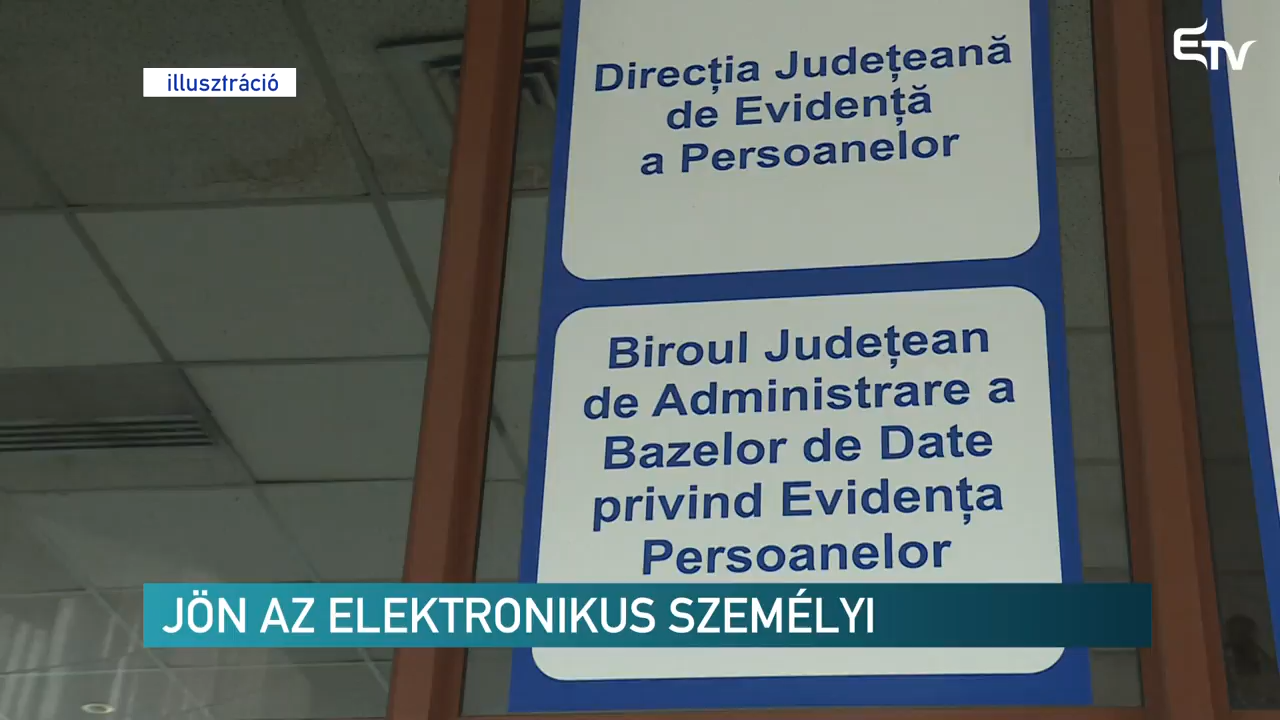 illusztráció
ETV
Direcția Județeană
de Evidență
a Persoanelor
Biroul Județean
de Administrare a
Bazelor de Date
privind Evidența
Persoanelor
JÖN AZ ELEKTRONIKUS SZEMÉLYI